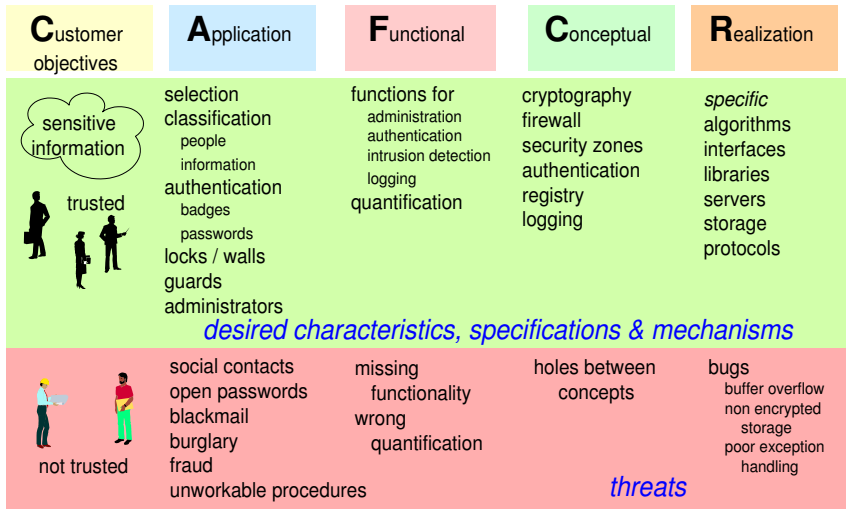 Customer objectives
Application
Functional
Conceptual
Realization
sensitive
information
trusted
selection
classification
people
information
authentication
badges
passwords
locks / walls
guards
administrators
functions for
administration
authentication
intrusion detection
logging
quantification
cryptography
firewall
security zones
authentication
registry
logging
specific
algorithms
interfaces
libraries
servers
storage
protocols
desired characteristics, specifications & mechanisms
not trusted
social contacts
open passwords
blackmail
burglary
fraud
unworkable procedures
missing
functionality
wrong
quantification
holes between
concepts
bugs
buffer overflow
non encrypted
storage
poor exception
handling
threats